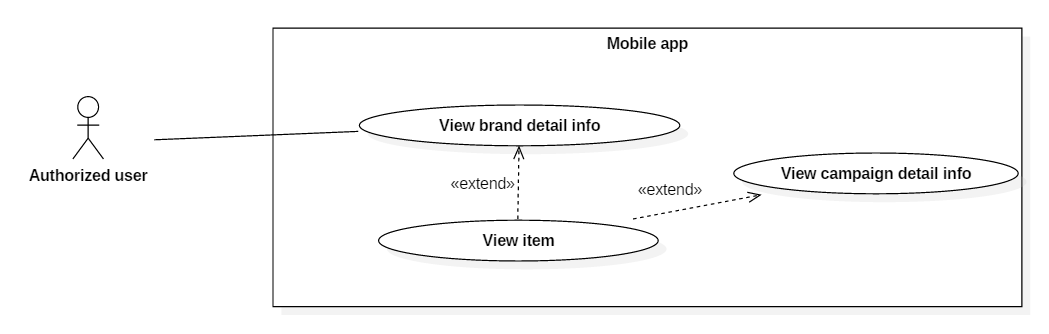 Mobile app
View brand detail info
View campaign detail info
Authorized user
«extend»
«extend»
View item